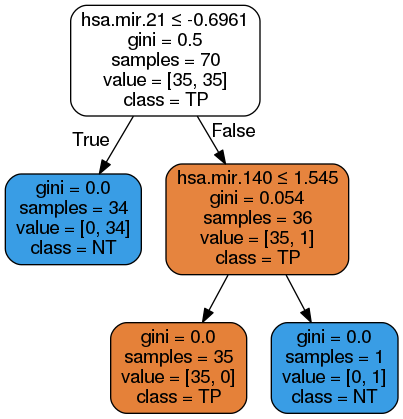 hsa.mir.21 ≤ -0.6961
gini = 0.5
samples = 70
value = [35, 35]
class = TP
True
False
gini = 0.0
samples = 34
value = [0, 34]
class = NT
hsa.mir.140 ≤ 1.545
gini = 0.054
samples = 36
value = [35, 1]
class = TP
gini = 0.0
samples = 35
value = [35, 0]
class = TP
gini = 0.0
samples = 1
value = [0, 1]
class = NT